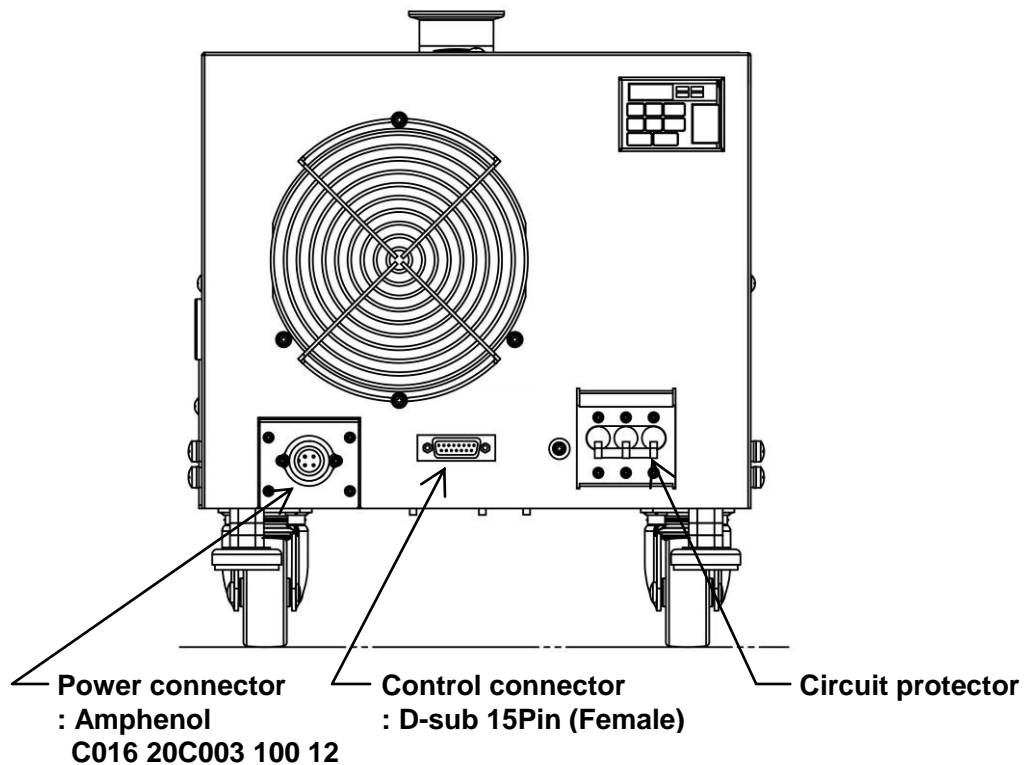 Power connector
: Amphenol
C016 20C003 100 12
Control connector
: D-sub 15Pin (Female)
Circuit protector